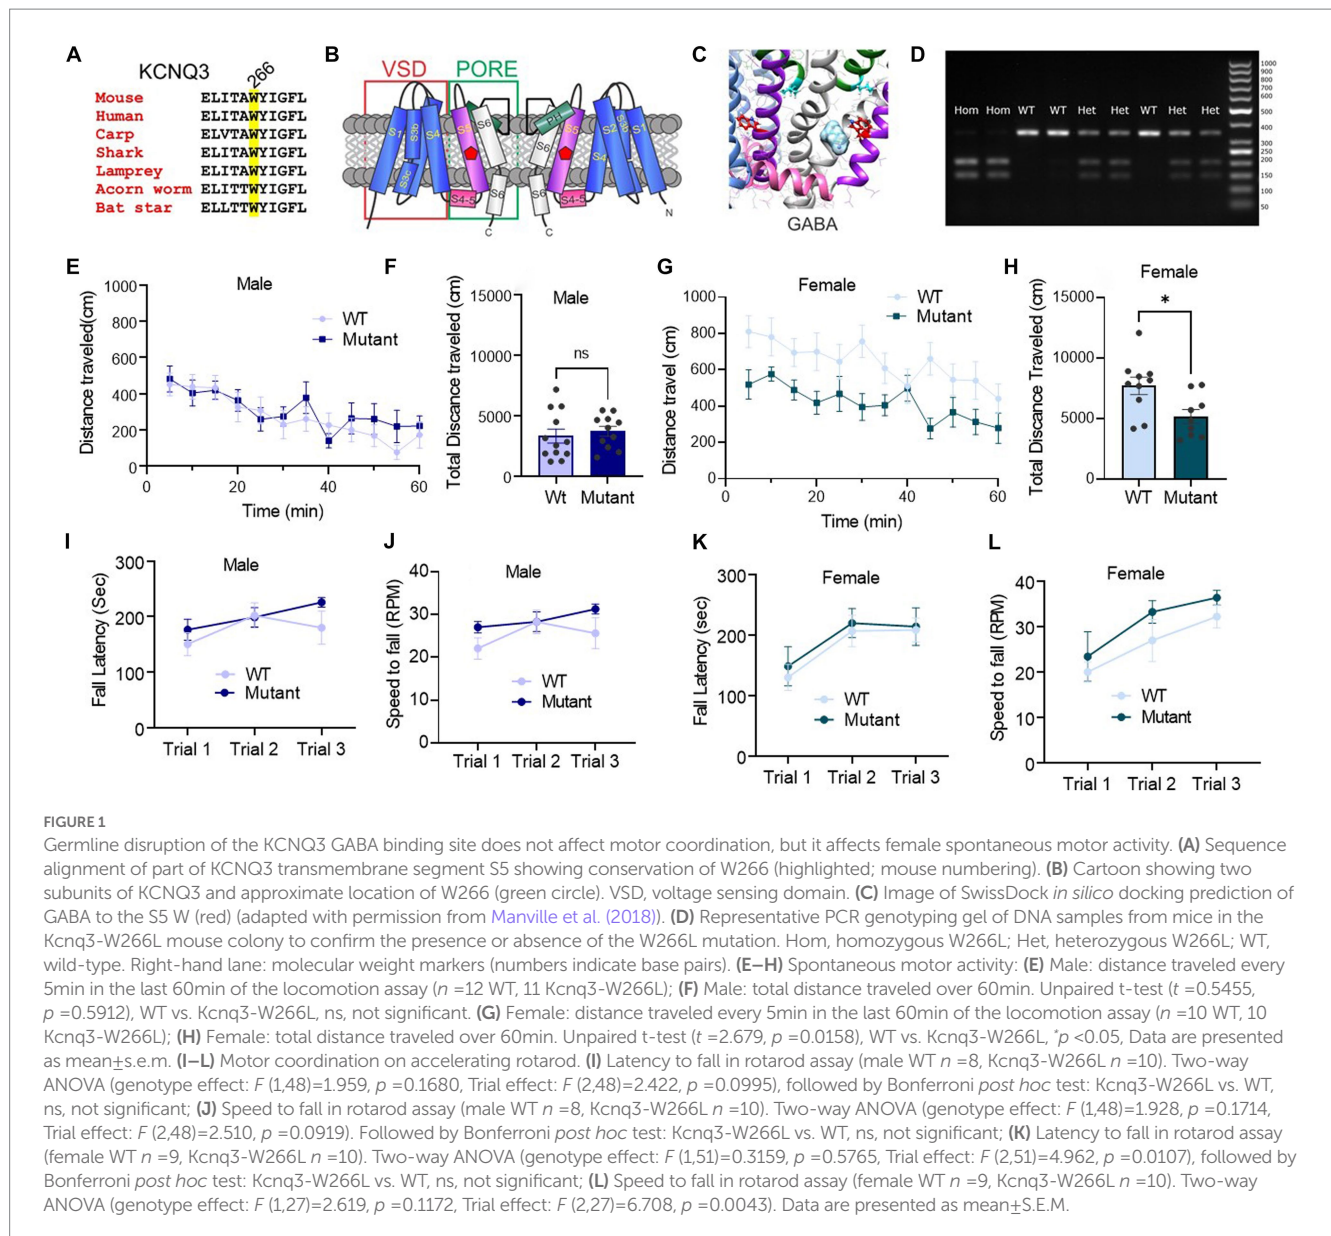 A
KCNQ3
266
Mouse ELITAWYIGFL
Human ELITAWYIGFL
Carp ELVTAWYIGFL
Shark ELITAWYIGFL
Lamprey ELITAWYIGFL
Acorn worm ELITTWYIGFL
Bat star ELLTTWYIGFL
B
VSD PORE
S1 S3b S4 S5 S6 PH S5 S2 S3b S1
S3c S6 S4
S4-5 S6 S6 S4-5
C C N
C
GABA
D
Hom Hom WT WT Het Het WT Het Het
1000
900
800
700
600
500
400
350
300
250
200
150
100
50
E
Male
Distance traveled(cm)
1000
800
600
400
200
0
0 20 40 60
Time (min)
WT
Mutant
F
Male
Total Discance traveled (cm)
15000
10000
5000
0
ns
Wt Mutant
G
Female
Distance travel (cm)
1000
800
600
400
200
0
0 20 40 60
Time (min)
WT
Mutant
H
Female
Total Discance Traveled (cm)
15000
10000
5000
0
*
WT Mutant
I
Male
Fall Latency (Sec)
300
200
100
0
WT
Mutant
Trial 1 Trial 2 Trial 3
J
Male
Speed to fall (RPM)
40
30
20
10
0
WT
Mutant
Trial 1 Trial 2 Trial 3
K
Female
Fall Latency (sec)
300
200
100
0
WT
Mutant
Trial 1 Trial 2 Trial 3
L
Female
Speed to fall (RPM)
40
30
20
10
0
WT
Mutant
Trial 1 Trial 2 Trial 3
FIGURE 1
Germline disruption of the KCNQ3 GABA binding site does not affect motor coordination, but it affects female spontaneous motor activity. (A) Sequence
alignment of part of KCNQ3 transmembrane segment S5 showing conservation of W266 (highlighted; mouse numbering). (B) Cartoon showing two
subunits of KCNQ3 and approximate location of W266 (green circle). VSD, voltage sensing domain. (C) Image of SwissDock in silico docking prediction of
GABA to the S5 W (red) (adapted with permission from Manville et al. (2018)). (D) Representative PCR genotyping gel of DNA samples from mice in the
Kcnq3-W266L mouse colony to confirm the presence or absence of the W266L mutation. Hom, homozygous W266L; Het, heterozygous W266L; WT,
wild-type. Right-hand lane: molecular weight markers (numbers indicate base pairs). (E–H) Spontaneous motor activity: (E) Male: distance traveled every
5min in the last 60min of the locomotion assay (n =12 WT, 11 Kcnq3-W266L); (F) Male: total distance traveled over 60min. Unpaired t-test (t =0.5455,
p =0.5912), WT vs. Kcnq3-W266L, ns, not significant. (G) Female: distance traveled every 5min in the last 60min of the locomotion assay (n =10 WT, 10
Kcnq3-W266L); (H) Female: total distance traveled over 60min. Unpaired t-test (t =2.679, p =0.0158), WT vs. Kcnq3-W266L, *p <0.05, Data are presented
as mean±s.e.m. (I–L) Motor coordination on accelerating rotarod. (I) Latency to fall in rotarod assay (male WT n =8, Kcnq3-W266L n =10). Two-way
ANOVA (genotype effect: F (1,48)=1.959, p =0.1680, Trial effect: F (2,48)=2.422, p =0.0995), followed by Bonferroni post hoc test: Kcnq3-W266L vs. WT,
ns, not significant; (J) Speed to fall in rotarod assay (male WT n =8, Kcnq3-W266L n =10). Two-way ANOVA (genotype effect: F (1,48)=1.928, p =0.1714,
Trial effect: F (2,48)=2.510, p =0.0919). Followed by Bonferroni post hoc test: Kcnq3-W266L vs. WT, ns, not significant; (K) Latency to fall in rotarod assay
(female WT n =9, Kcnq3-W266L n =10). Two-way ANOVA (genotype effect: F (1,51)=0.3159, p =0.5765, Trial effect: F (2,51)=4.962, p =0.0107), followed by
Bonferroni post hoc test: Kcnq3-W266L vs. WT, ns, not significant; (L) Speed to fall in rotarod assay (female WT n =9, Kcnq3-W266L n =10). Two-way
ANOVA (genotype effect: F (1,27)=2.619, p =0.1172, Trial effect: F (2,27)=6.708, p =0.0043). Data are presented as mean±S.E.M.